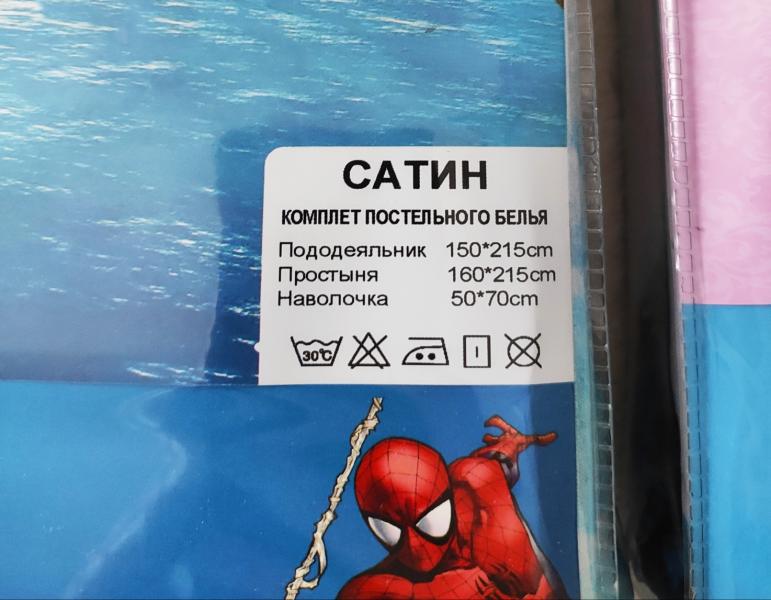 САТИН
КОМПЛЕТ ПОСТЕЛЬНОГО БЕЛЬЯ
Пододеяльник 150*215cm
Простыня 160*215cm
Наволочка 50*70cm
30°C